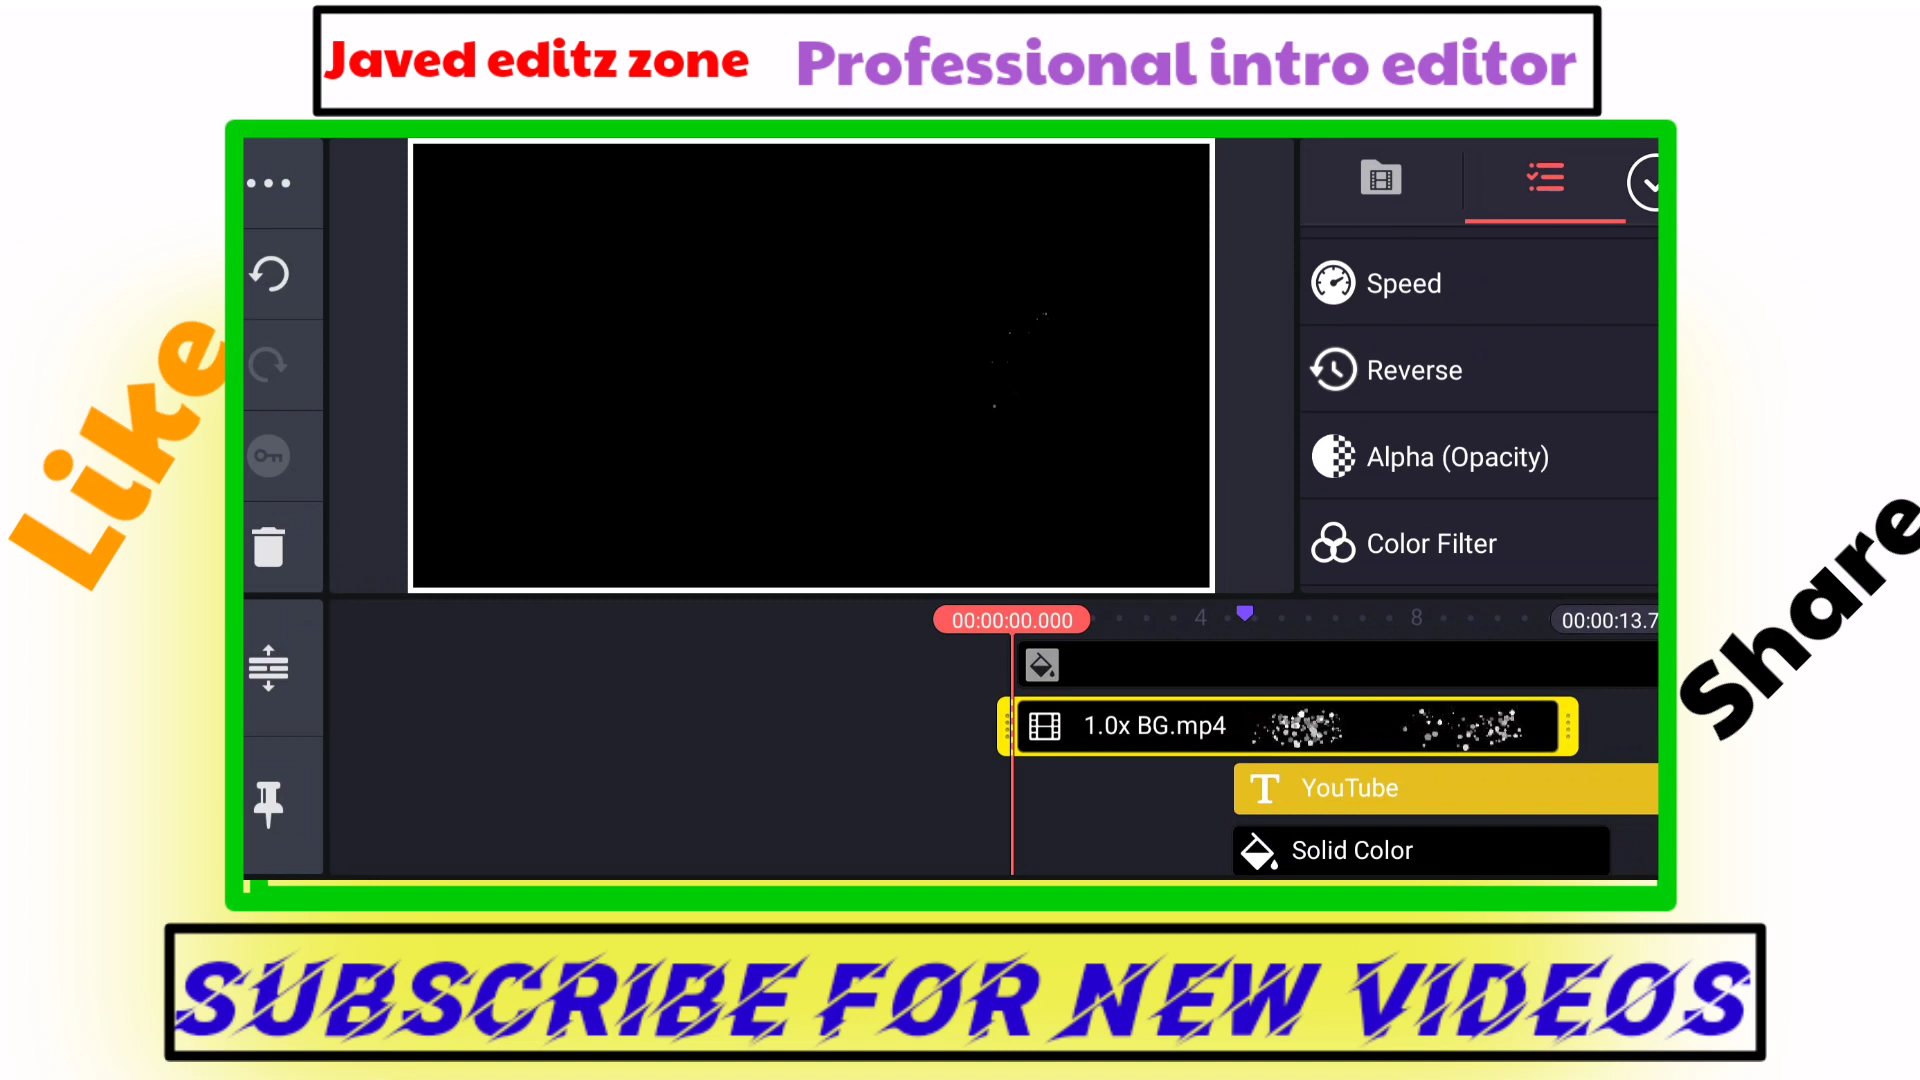 Javed editz zone Professional intro editor
Speed
Reverse
Alpha (Opacity)
Color Filter
Like
Share
00:00:00.000 4 8 00:00:13.7
1.0x BG.mp4
T YouTube
Solid Color
SUBSCRIBE FOR NEW VIDEOS